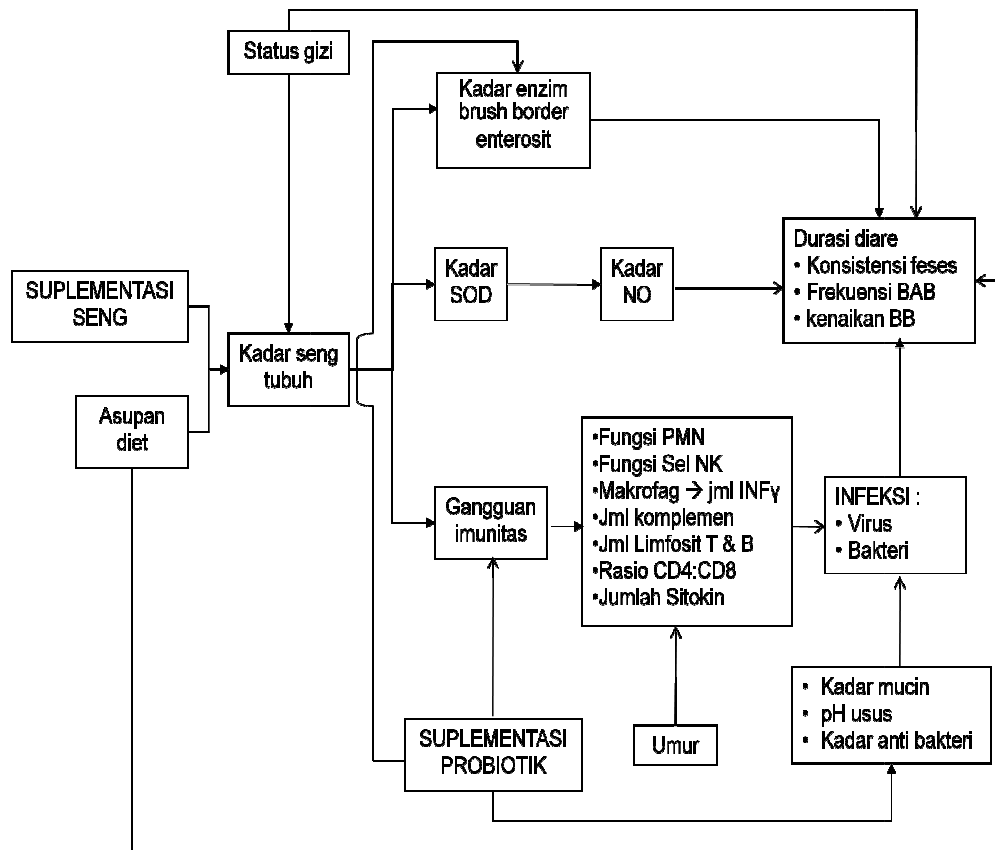 Status gizi
Kadar enzim
brush border
enterosit
Durasi diare
• Konsistensi feses
• Frekuensi BAB
• kenaikan BB
Kadar
SOD
Kadar
NO
SUPLEMENTASI
SENG
Kadar seng
tubuh
Asupan
diet
•Fungsi PMN
•Fungsi Sel NK
•Makrofag → jml INFγ
•Jml komplemen
•Jml Limfosit T & B
•Rasio CD4:CD8
•Jumlah Sitokin
Gangguan
imunitas
INFEKSI :
• Virus
• Bakteri
• Kadar mucin
• pH usus
• Kadar anti bakteri
SUPLEMENTASI
PROBIOTIK
Umur